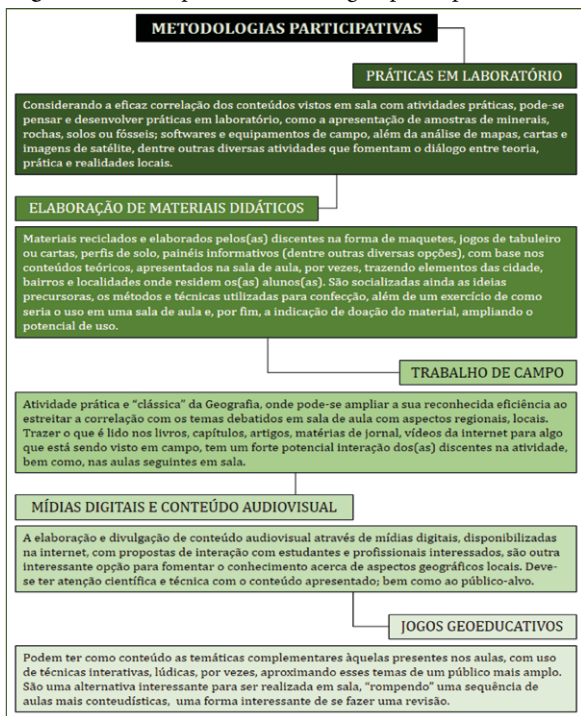 METODOLOGIAS PARTICIPATIVAS
PRÁTICAS EM LABORATÓRIO
Considerando a eficaz correlação dos conteúdos vistos em sala com atividades práticas, pode-se
pensar e desenvolver práticas em laboratório, como a apresentação de amostras de minerais,
rochas, solos ou fósseis; softwares e equipamentos de campo, além da análise de mapas, cartas e
imagens de satélite, dentre outras diversas atividades que fomentam o diálogo entre teoria,
prática e realidades locais.
ELABORAÇÃO DE MATERIAIS DIDÁTICOS
Materiais reciclados e elaborados pelos(as) discentes na forma de maquetes, jogos de tabuleiro
ou cartas, perfis de solo, painéis informativos (dentre outras diversas opções), com base nos
conteúdos teóricos, apresentados na sala de aula, por vezes, trazendo elementos das cidade,
bairros e localidades onde residem os(as) alunos(as). São socializadas ainda as ideias
precursoras, os métodos e técnicas utilizadas para confecção, além de um exercício de como
seria o uso em uma sala de aula e, por fim, a indicação de doação do material, ampliando o
potencial de uso.
TRABALHO DE CAMPO
Atividade prática e “clássica” da Geografia, onde pode-se ampliar a sua reconhecida eficiência ao
estreitar a correlação com os temas debatidos em sala de aula com aspectos regionais, locais.
Trazer o que é lido nos livros, capítulos, artigos, matérias de jornal, vídeos da internet para algo
que está sendo visto em campo, tem um forte potencial interação dos(as) discentes na atividade,
bem como, nas aulas seguintes em sala.
MÍDIAS DIGITAIS E CONTEÚDO AUDIOVISUAL
A elaboração e divulgação de conteúdo audiovisual através de mídias digitais, disponibilizadas
na internet, com propostas de interação com estudantes e profissionais interessados, são outra
interessante opção para fomentar o conhecimento acerca de aspectos geográficos locais. Deve-
se ter atenção científica e técnica com o conteúdo apresentado; bem como ao público-alvo.
JOGOS GEOEDUCATIVOS
Podem ter como conteúdo as temáticas complementares àquelas presentes nos aulas, com uso
de técnicas interativas, lúdicas, por vezes, aproximando esses temas de um público mais amplo.
São uma alternativa interessante para ser realizada em sala, “rompendo” uma sequência de
aulas mais conteudísticas, uma forma interessante de se fazer uma revisão.